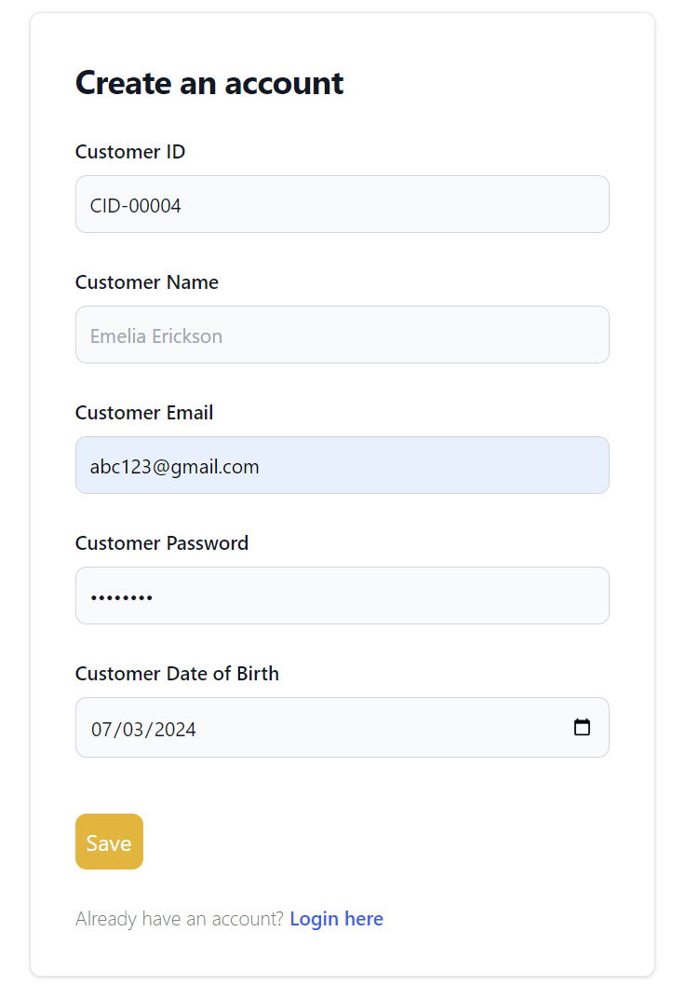 Create an account
Customer ID
CID-00004
Customer Name
Emelia Erickson
Customer Email
abc123@gmail.com
Customer Password
••••••••
Customer Date of Birth
07/03/2024
Save
Already have an account? Login here